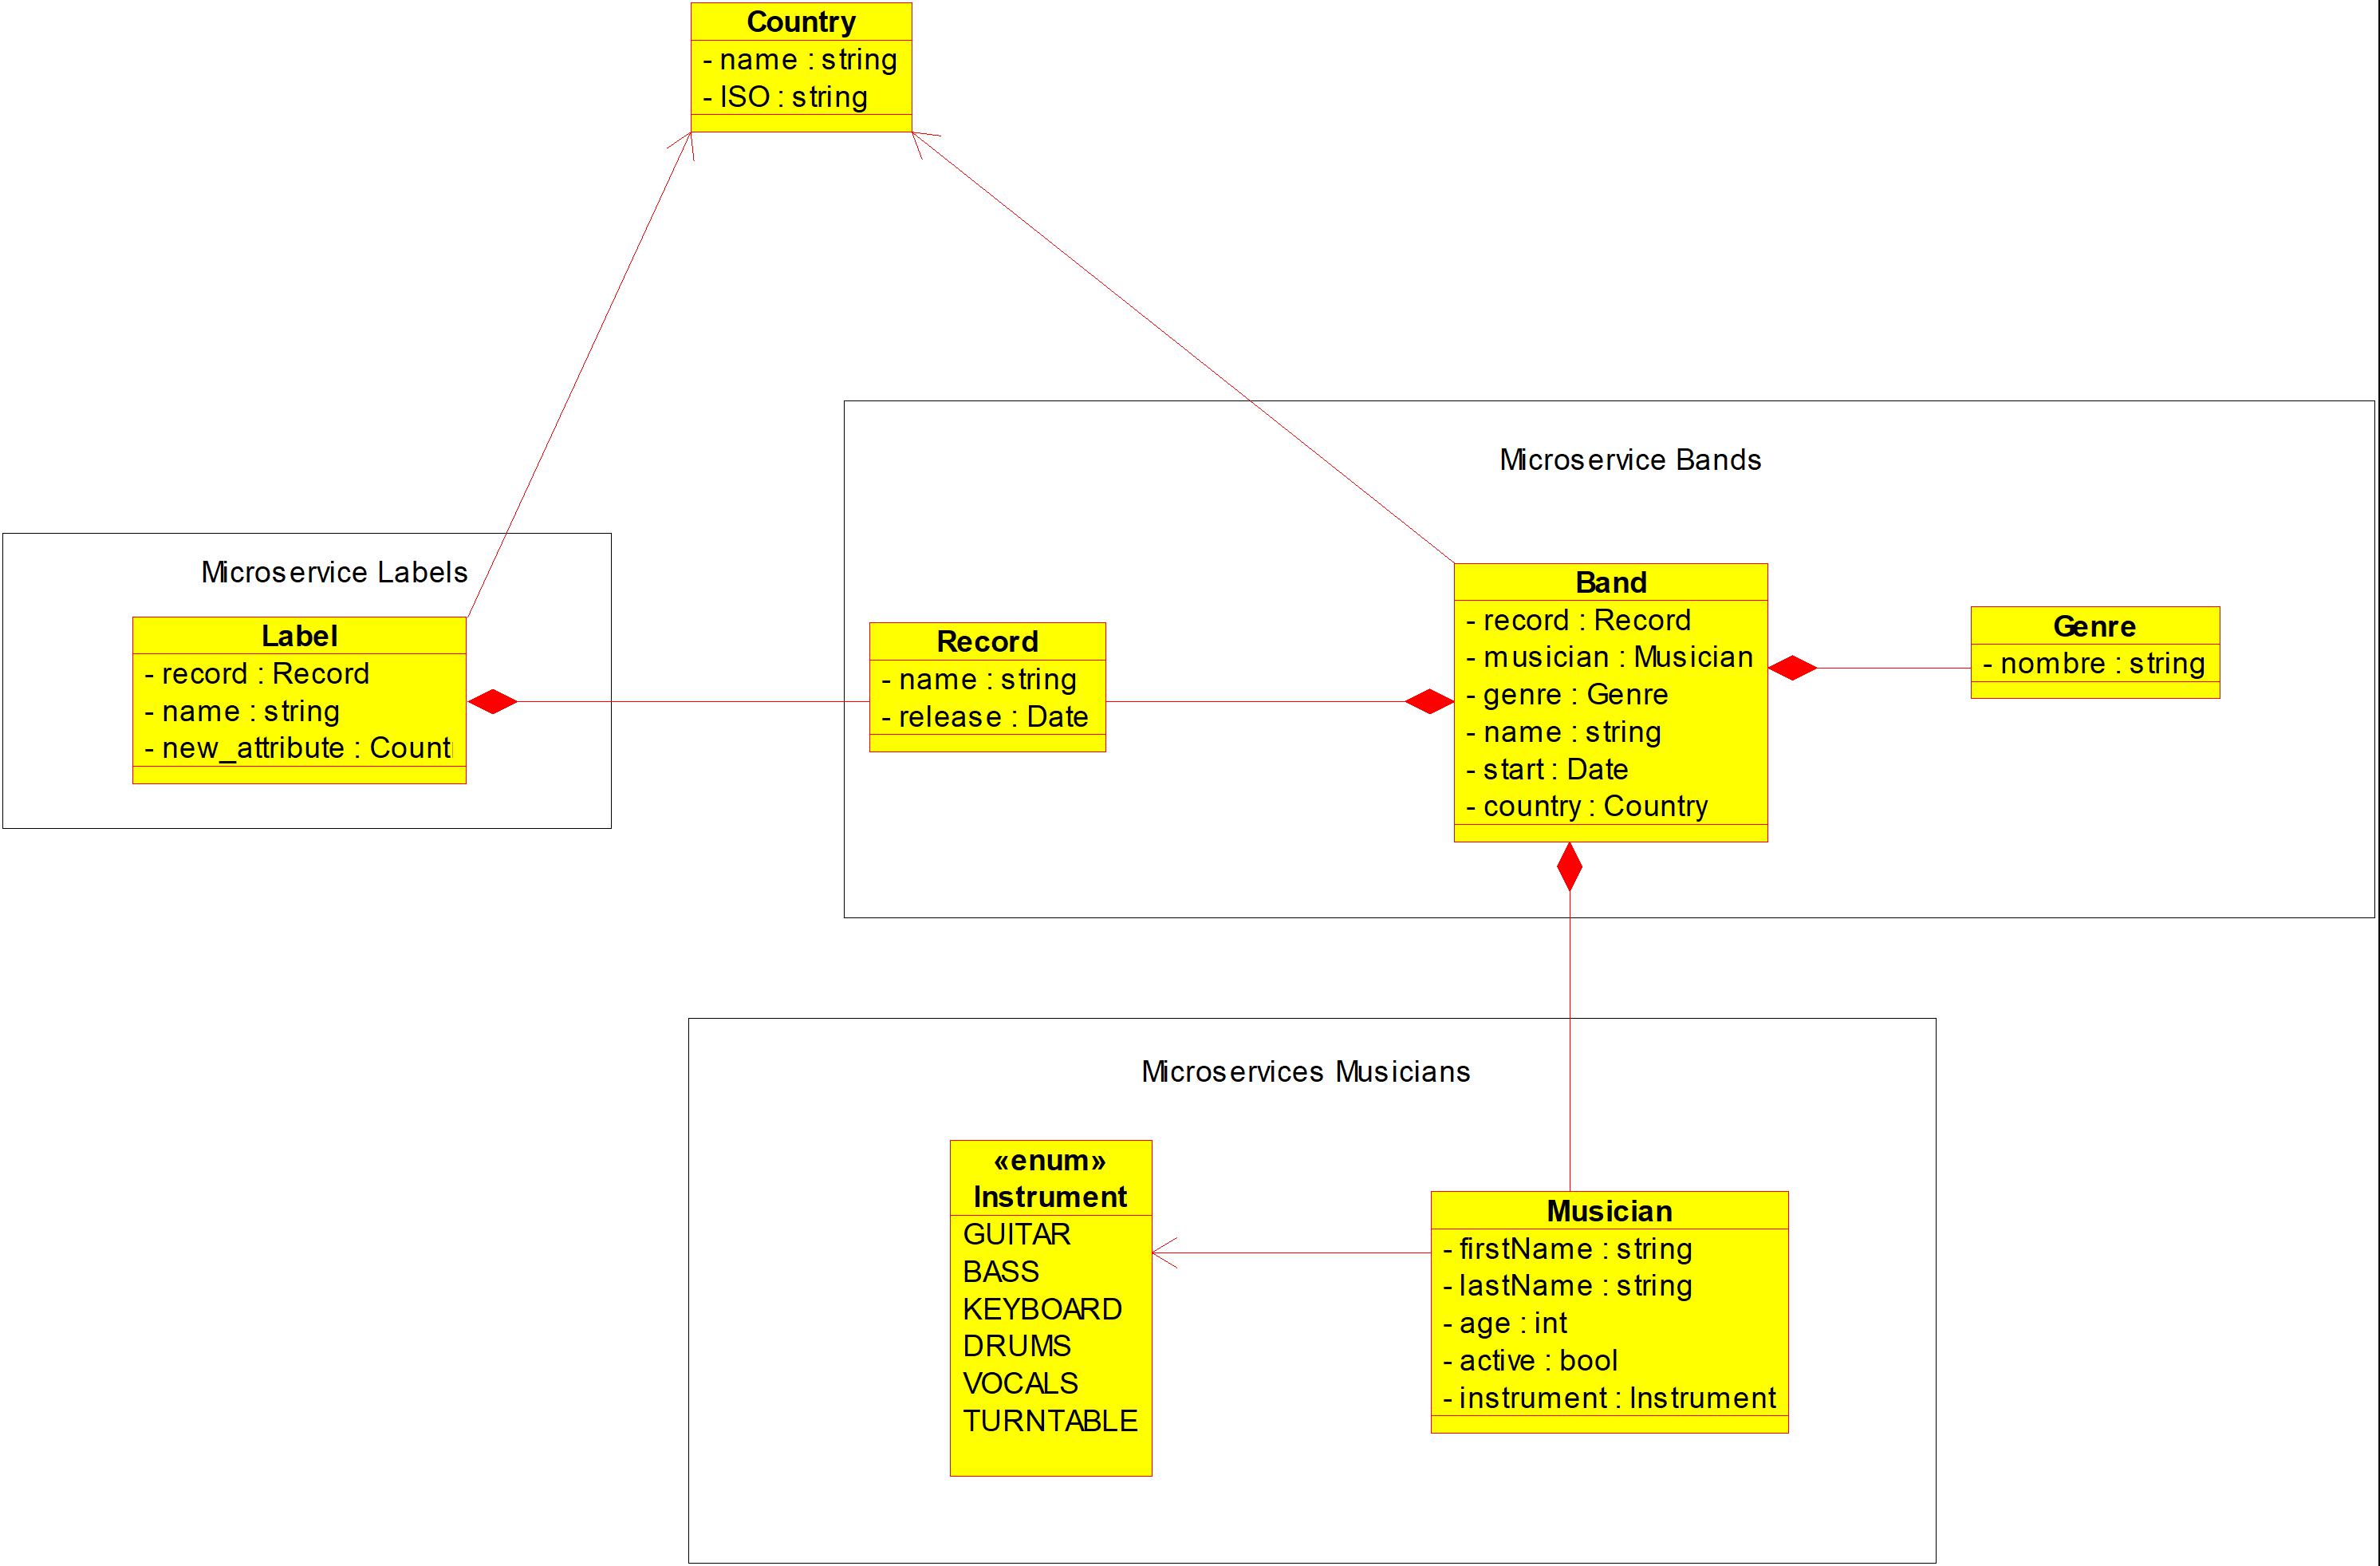 Country
- name : string
- ISO : string
Microservice Bands
Microservice Labels
Label
- record : Record
- name : string
- new_attribute : Count
Record
- name : string
- release : Date
Band
- record : Record
- musician : Musician
- genre : Genre
- name : string
- start : Date
- country : Country
Genre
- nombre : string
Microservices Musicians
«enum»
Instrument
GUITAR
BASS
KEYBOARD
DRUMS
VOCALS
TURNTABLE
Musician
- firstName : string
- lastName : string
- age : int
- active : bool
- instrument : Instrument